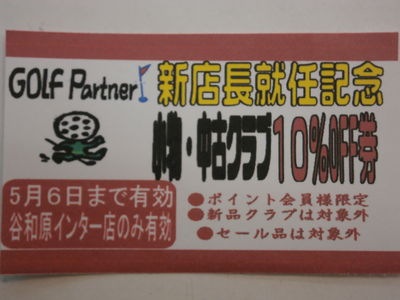 GOLF Partner 新店長就任記念
小物・中古クラブ10%OFF券
5月6日まで有効
谷和原インター店のみ有効
●ポイント会員様限定
●新品クラブは対象外
●セール品は対象外